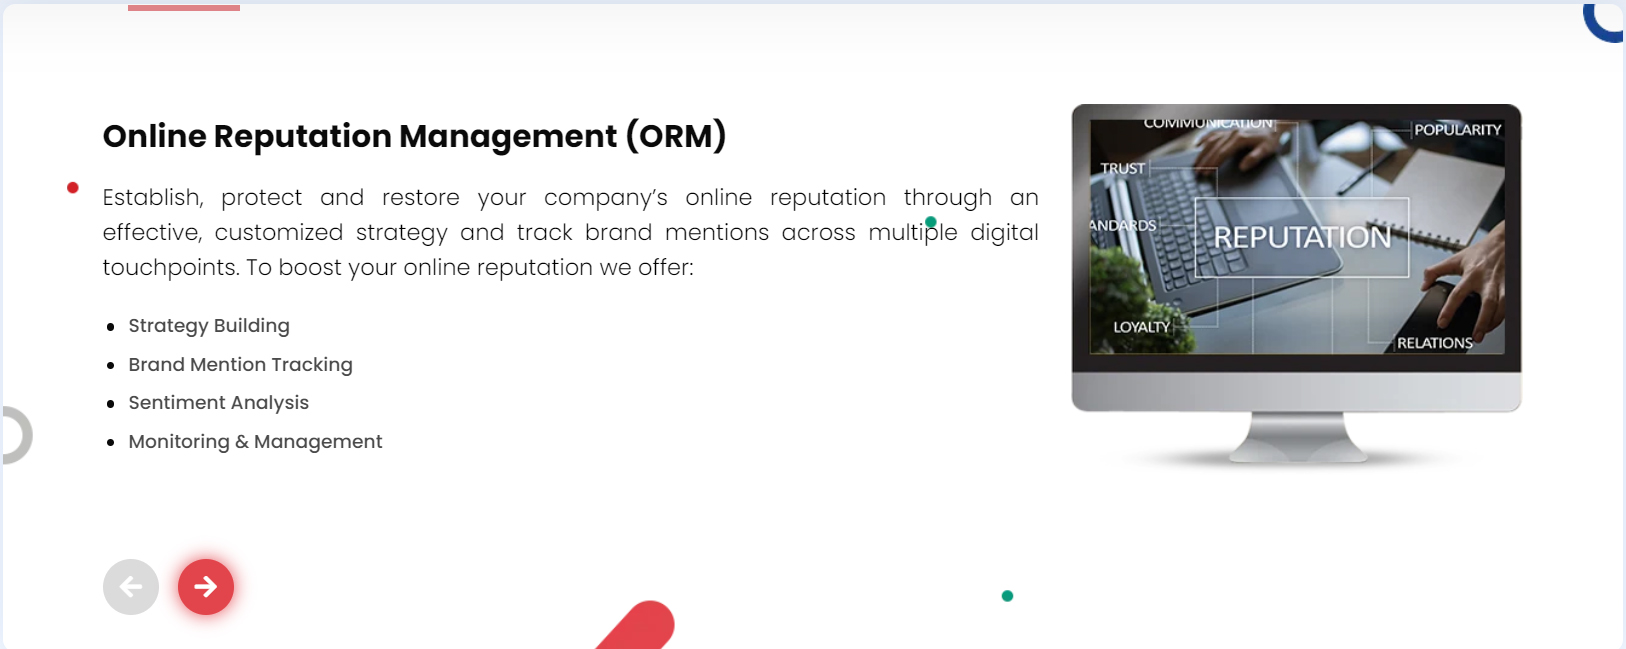 Online Reputation Management (ORM)
Establish, protect and restore your company's online reputation through an
effective, customized strategy and track brand mentions across multiple digital
touchpoints. To boost your online reputation we offer:
Strategy Building
Brand Mention Tracking
Sentiment Analysis
Monitoring & Management
COMMUNICATION
POPULARITY
TRUST
ANDARDS
REPUTATION
LOYALTY
RELATIONS